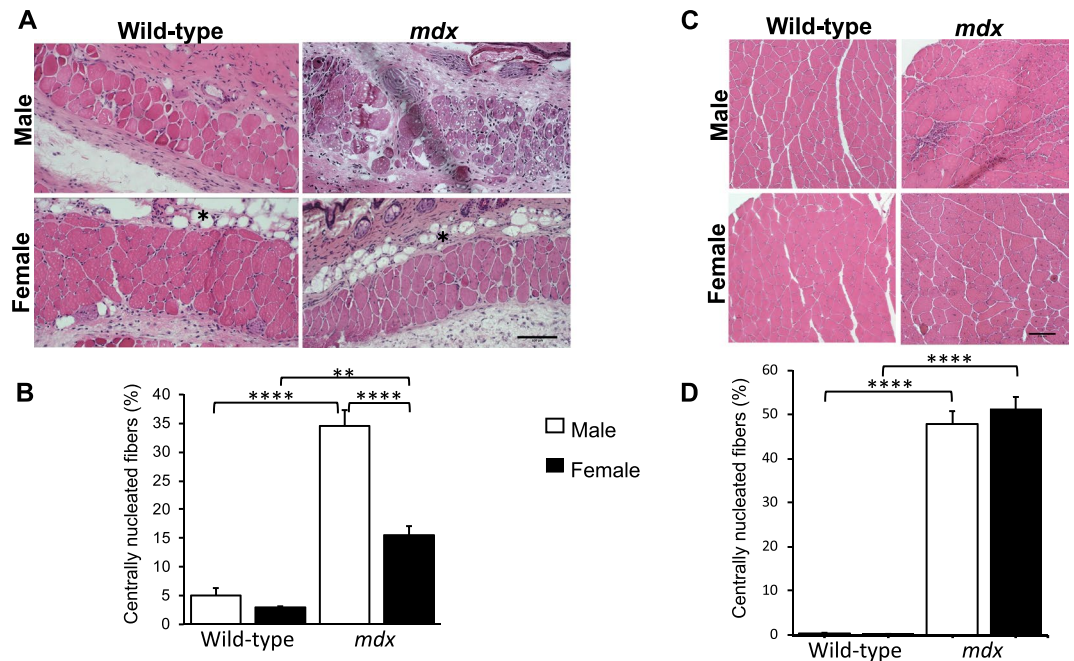 A
Wild-type
mdx
Male
Female
*
*
B
Centrally nucleated fibers (%)
40
35
30
25
20
15
10
5
0
****
**
****
Wild-type
mdx
Male
Female
C
Wild-type
mdx
Male
Female
D
Centrally nucleated fibers (%)
60
50
40
30
20
10
0
****
****
Wild-type
mdx